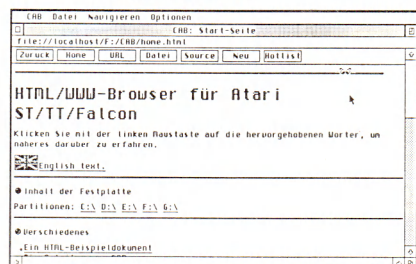 CAB Datei Navigieren Optionen
CAB: Start-Seite
file://localhost/F:/CAB/home.html
Zurück Home URL Datei Source Neu Hotlist
HTML/WWW-Browser für Atari
ST/TT/Falcon
Klicken Sie mit der linken Maustaste auf die hervorgehobenen Wörter, um
näheres darüber zu erfahren.
English text.
Inhalt der Festplatte
Partitionen: C:\ D:\ E:\ F:\ G:\
Verschiedenes
Ein HTML-Beispieldokument